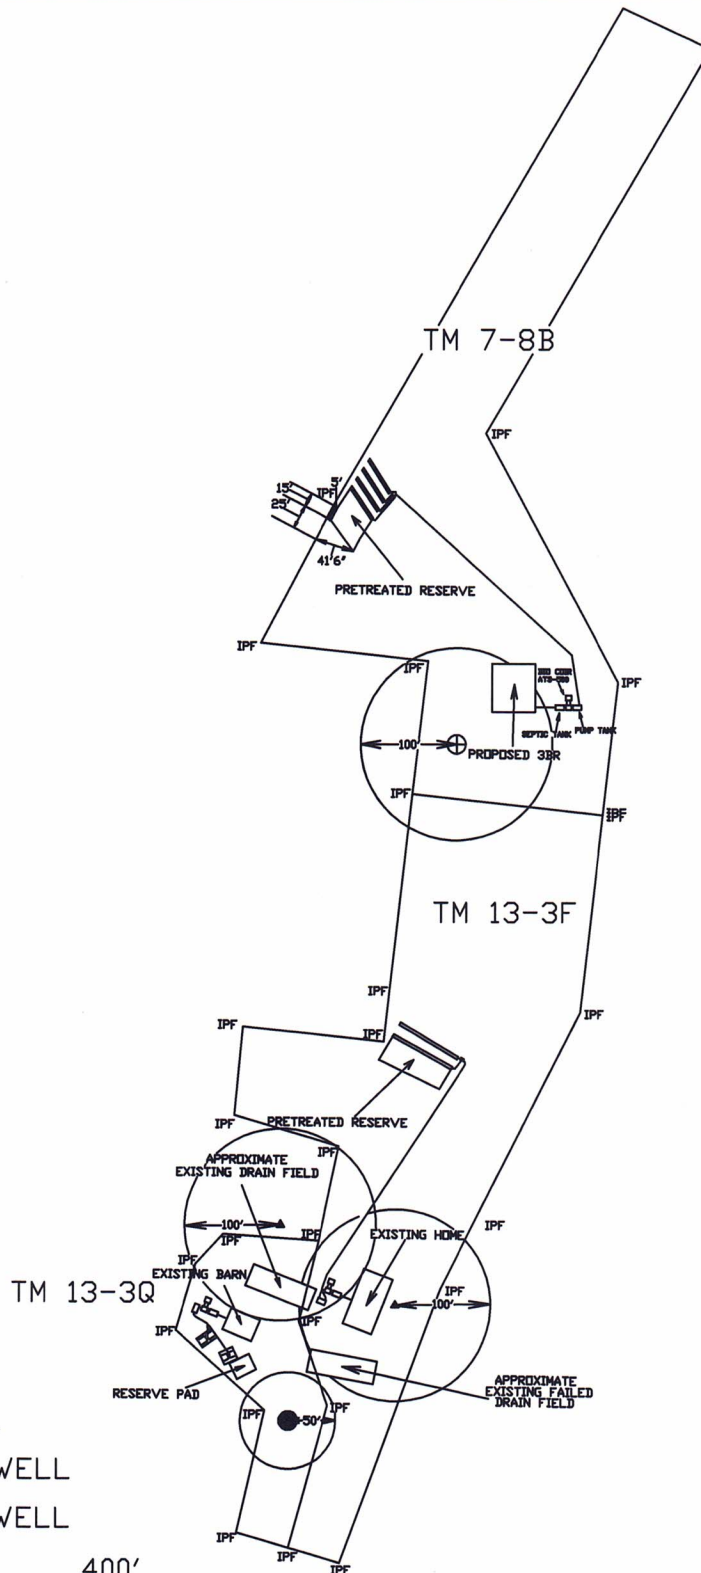 TM 7-8B
IPF
15'
25'
IPF
5'
41'6"
PRETREATED RESERVE
IPF
IPF
IPF
SEPTIC TANK
PUMP TANK
100'
PROPOSED 3BR
IPF
IPF
TM 13-3F
IPF
IPF
IPF
IPF
PRETREATED RESERVE
IPF
IPF
APPROXIMATE
EXISTING DRAIN FIELD
100'
IPF
EXISTING HOME
IPF
IPF
EXISTING BARN
IPF
TM 13-3Q
100'
IPF
IPF
RESERVE PAD
APPROXIMATE
EXISTING FAILED
DRAIN FIELD
IPF
50'
IPF
WELL
WELL
IPF
IPF
IPF
400'